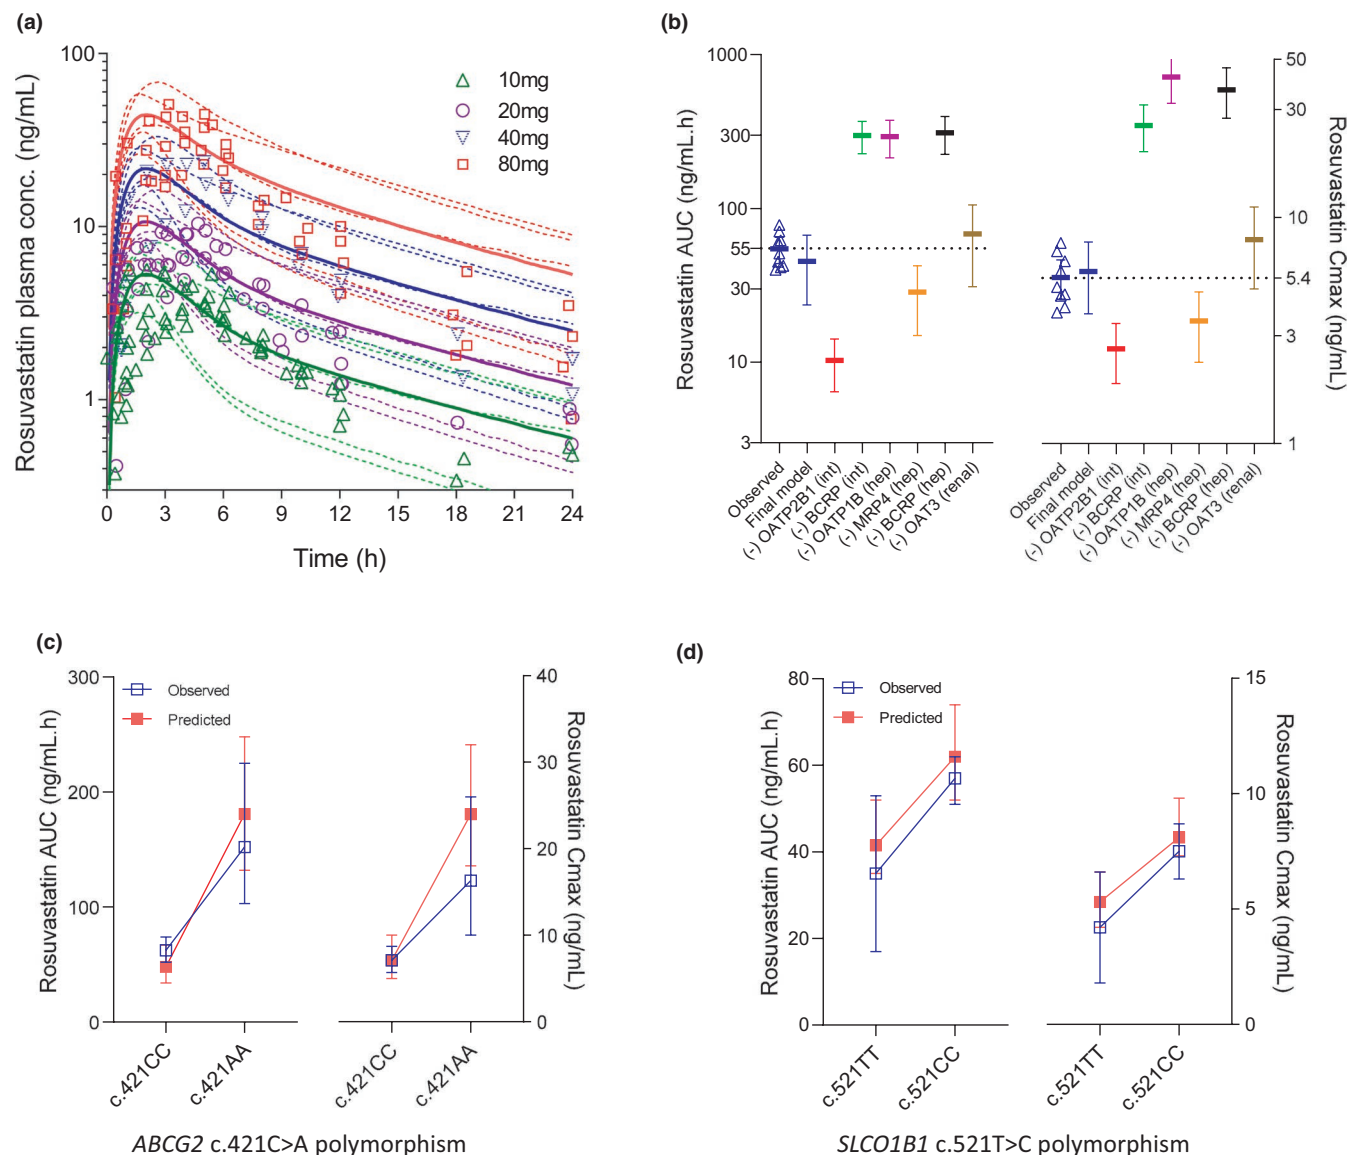 (a)
Rosuvastatin plasma conc. (ng/mL)
100
10
1
10mg
20mg
40mg
80mg
0 3 6 9 12 15 18 21 24
Time (h)
(b)
Rosuvastatin AUC (ng/mL.h)
1000
300
100
55
30
10
3
Observed
Final model
(-) OATP2B1 (int)
(-) BCRP (int)
(-) OATP1B (hep)
(-) MRP4 (hep)
(-) BCRP (hep)
(-) OAT3 (renal)
Observed
Final model
(-) OATP2B1 (int)
(-) BCRP (int)
(-) OATP1B (hep)
(-) MRP4 (hep)
(-) BCRP (hep)
(-) OAT3 (renal)
50
30
10
5.4
3
1
Rosuvastatin Cmax (ng/mL)
(c)
Rosuvastatin AUC (ng/mL.h)
300
200
100
0
Observed
Predicted
c.421CC
c.421AA
c.421CC
c.421AA
40
30
20
10
0
Rosuvastatin Cmax (ng/mL)
ABCG2 c.421C>A polymorphism
(d)
Rosuvastatin AUC (ng/mL.h)
80
60
40
20
0
Observed
Predicted
c.521TT
c.521CC
c.521TT
c.521CC
15
10
5
0
Rosuvastatin Cmax (ng/mL)
SLCO1B1 c.521T>C polymorphism